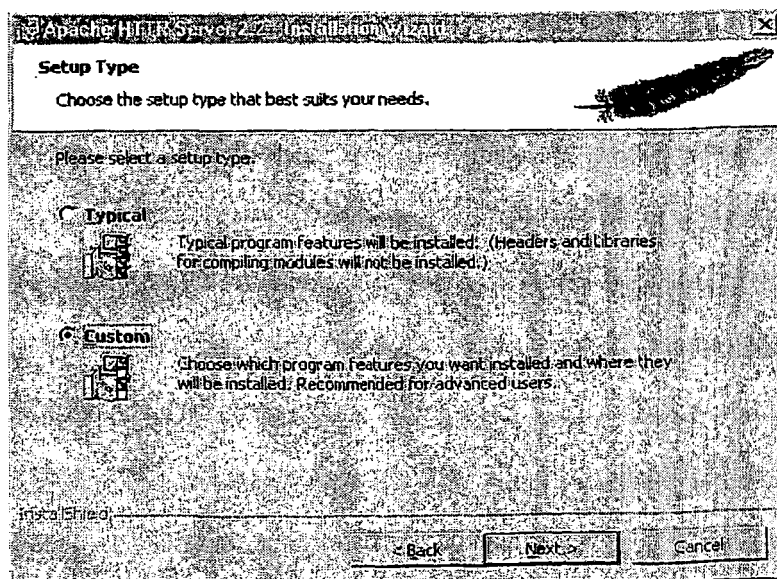 Apache HTTP Server 2.2 - Installation Wizard
Setup Type
Choose the setup type that best suits your needs.
Please select a setup type.
Typical
Typical program features will be installed. (Headers and Libraries
for compiling modules will not be installed.)
Custom
Choose which program features you want installed and where they
will be installed. Recommended for advanced users.
InstallShield
< Back
Next >
Cancel